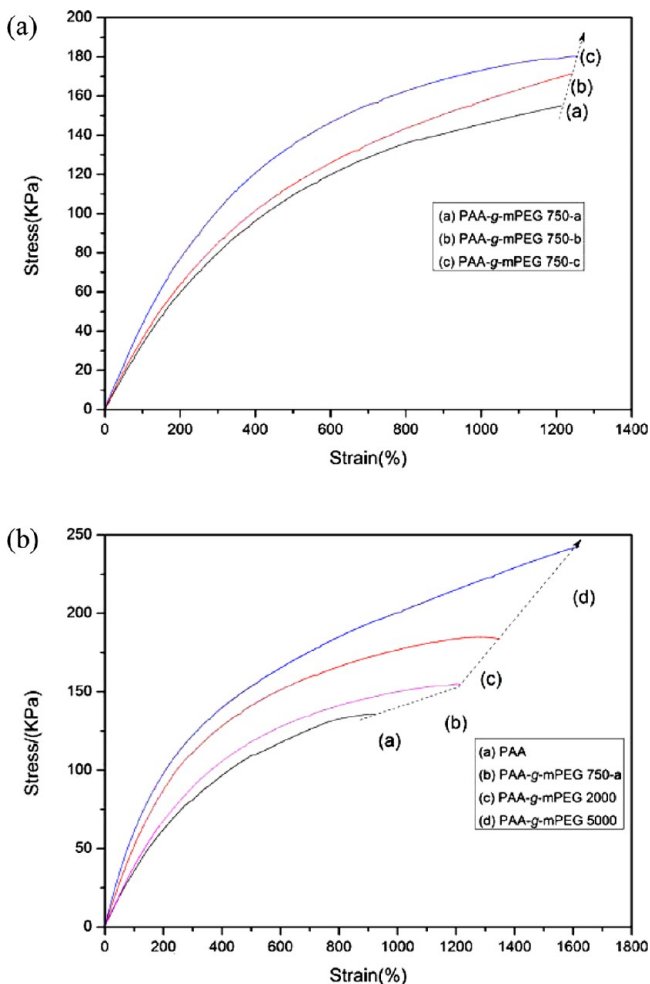 (a)
200
180
160
140
120
100
80
60
40
20
0
Stress(KPa)
(c)
(b)
(a)
(a) PAA-g-mPEG 750-a
(b) PAA-g-mPEG 750-b
(c) PAA-g-mPEG 750-c
0 200 400 600 800 1000 1200 1400
Strain(%)
(b)
250
200
150
100
50
0
Stress/(KPa)
(d)
(c)
(b)
(a)
(a) PAA
(b) PAA-g-mPEG 750-a
(c) PAA-g-mPEG 2000
(d) PAA-g-mPEG 5000
0 200 400 600 800 1000 1200 1400 1600 1800
Strain(%)